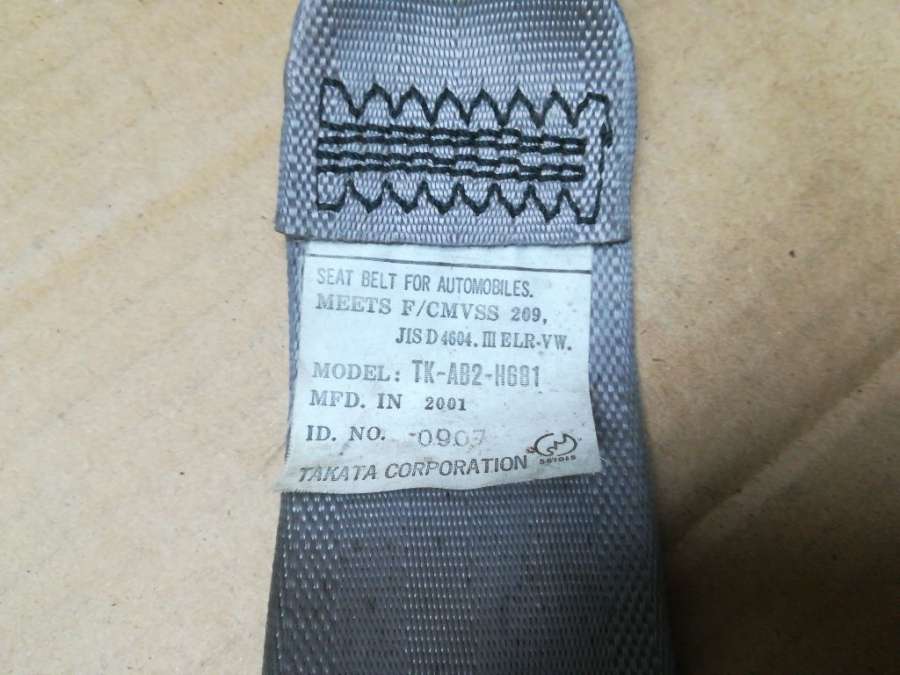 SEAT BELT FOR AUTOMOBILES.
MEETS F/CMVSS 209,
JIS D 4604. III ELR-VW.
MODEL: TK-AB2-H681
MFD. IN 2001
ID. NO. 0907
TAKATA CORPORATION